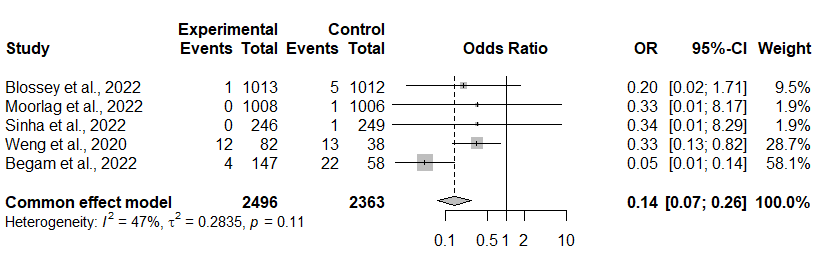 Experimental Control
Study Events Total Events Total Odds Ratio OR 95%-CI Weight
Blossey et al., 2022 1 1013 5 1012 0.20 [0.02; 1.71] 9.5%
Moorlag et al., 2022 0 1008 1 1006 0.33 [0.01; 8.17] 1.9%
Sinha et al., 2022 0 246 1 249 0.34 [0.01; 8.29] 1.9%
Weng et al., 2020 12 82 13 38 0.33 [0.13; 0.82] 28.7%
Begam et al., 2022 4 147 22 58 0.05 [0.01; 0.14] 58.1%
Common effect model 2496 2363 0.14 [0.07; 0.26] 100.0%
Heterogeneity: I² = 47%, τ² = 0.2835, p = 0.11
0.1 0.5 1 2 10